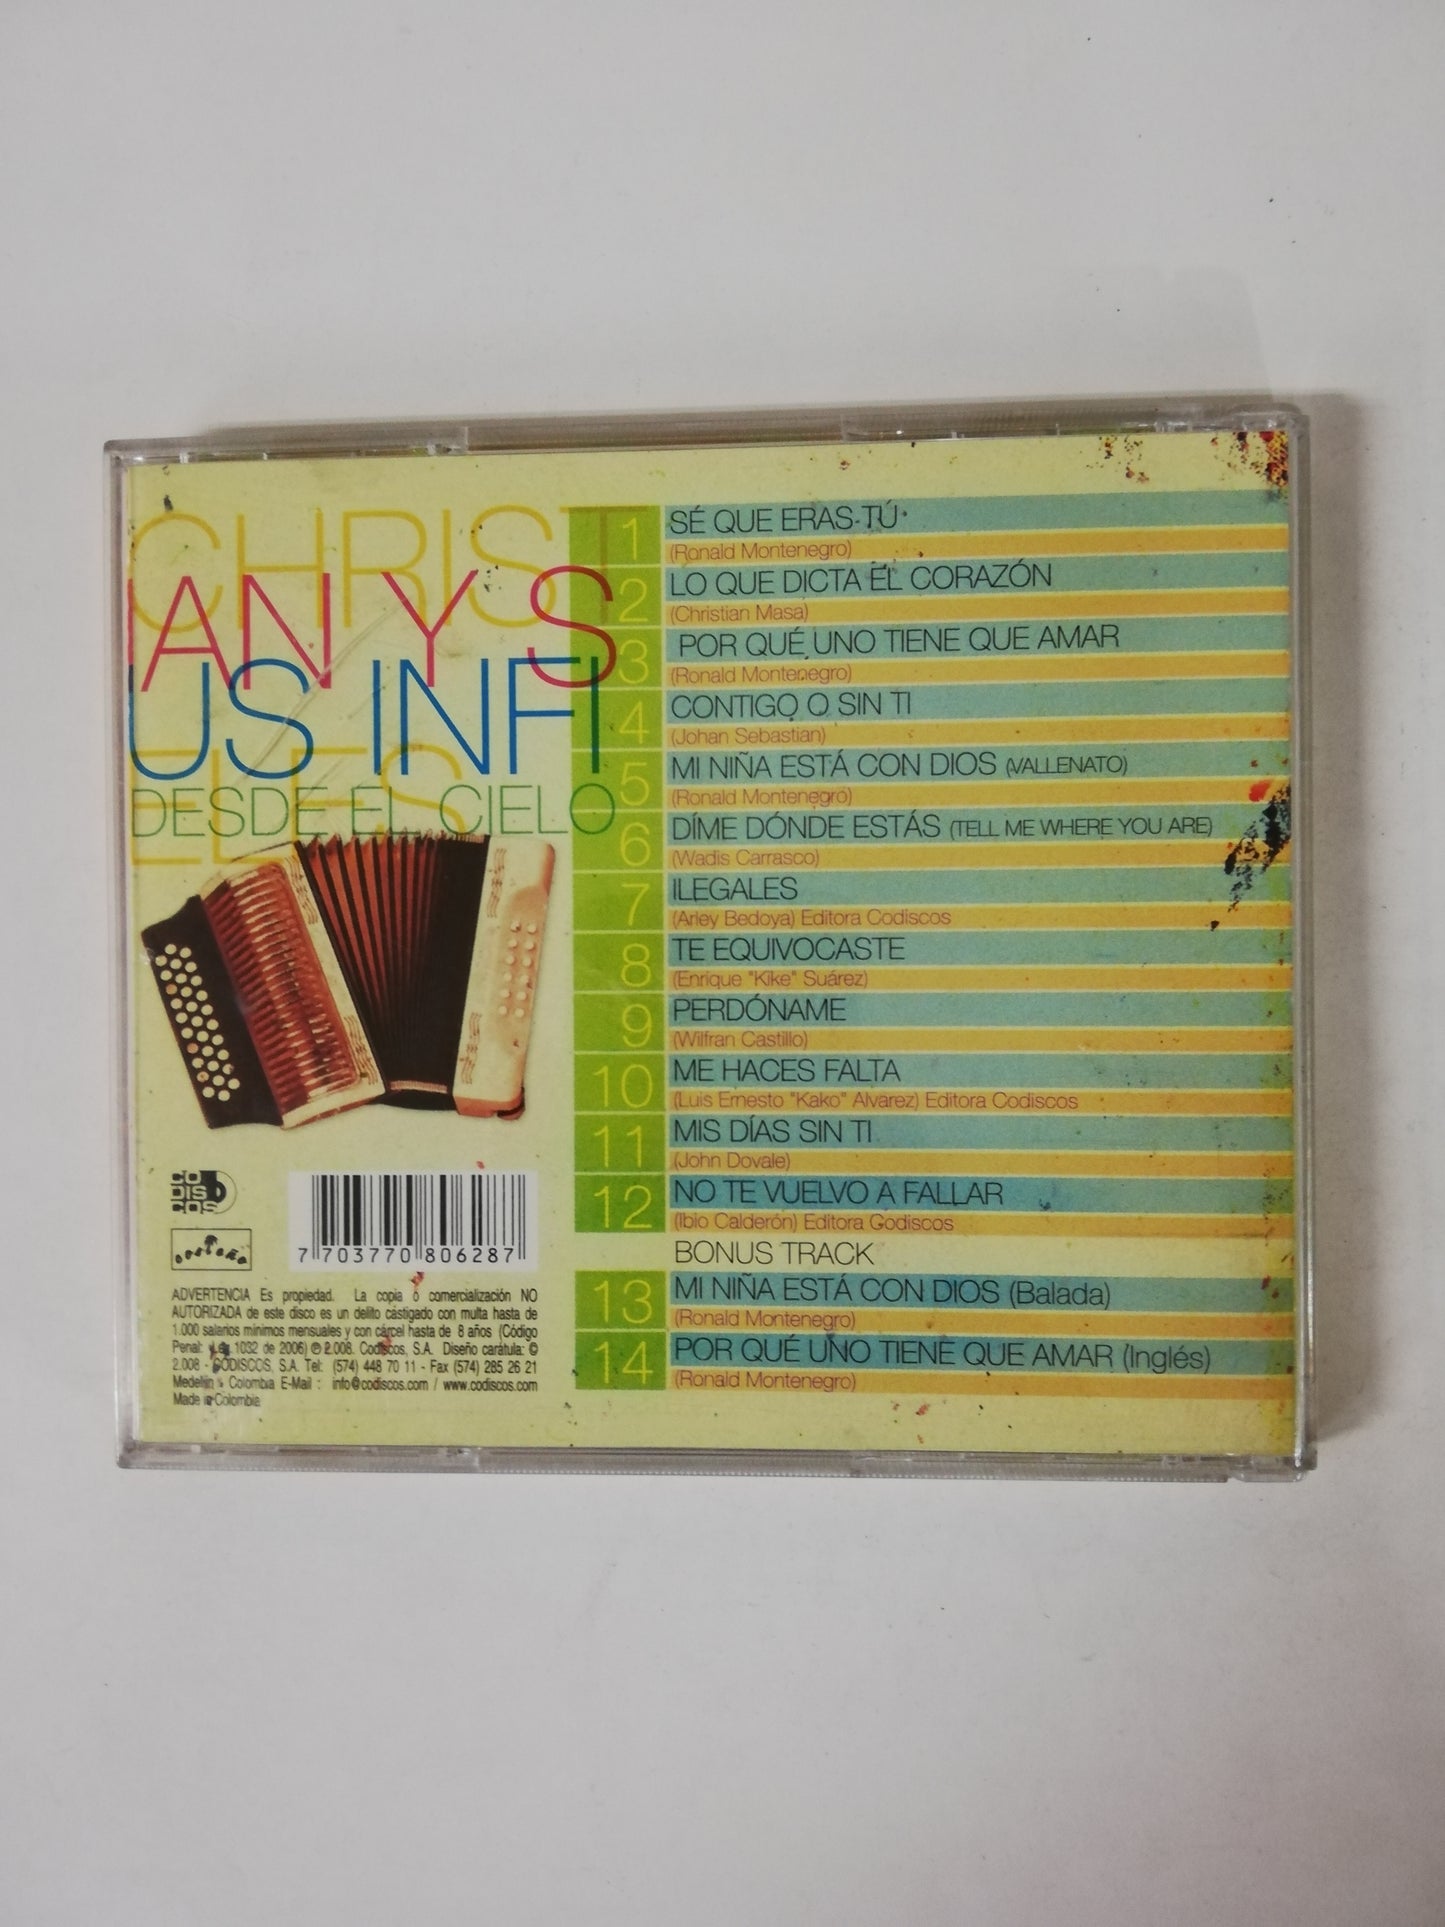 CHRIST
IAN Y S
US INFI
ELES
DESDE EL CIELO
1 SÉ QUE ERAS TÚ
(Ronald Montenegro)
2 LO QUE DICTA EL CORAZÓN
(Christian Masa)
3 POR QUÉ UNO TIENE QUE AMAR
(Ronald Montenegro)
4 CONTIGO O SIN TI
(Johan Sebastian)
5 MI NIÑA ESTÁ CON DIOS (VALLENATO)
(Ronald Montenegro)
6 DÍME DÓNDE ESTÁS (TELL ME WHERE YOU ARE)
(Wadis Carrasco)
7 ILEGALES
(Arley Bedoya) Editora Codiscos
8 TE EQUIVOCASTE
(Enrique "Kike" Suárez)
9 PERDÓNAME
(Wilfran Castillo)
10 ME HACES FALTA
(Luis Ernesto "Kako" Alvarez) Editora Codiscos
11 MIS DÍAS SIN TI
(John Dovale)
12 NO TE VUELVO A FALLAR
(Ibio Calderón) Editora Codiscos
BONUS TRACK
13 MI NIÑA ESTÁ CON DIOS (Balada)
(Ronald Montenegro)
14 POR QUÉ UNO TIENE QUE AMAR (Inglés)
(Ronald Montenegro)
CO
DIS
COS
7 703770 806287
ADVERTENCIA Es propiedad. La copia o comercialización NO
AUTORIZADA de este disco es un delito castigado con multa hasta de
1.000 salarios mínimos mensuales y con cárcel hasta de 8 años (Código
Penal: Ley 1032 de 2006) ℗ 2.008. Codiscos, S.A. Diseño carátula: ©
2.008 - CODISCOS, S.A. Tel: (574) 448 70 11 - Fax (574) 285 26 21
Medellín - Colombia E-Mail : info@codiscos.com / www.codiscos.com
Made in Colombia